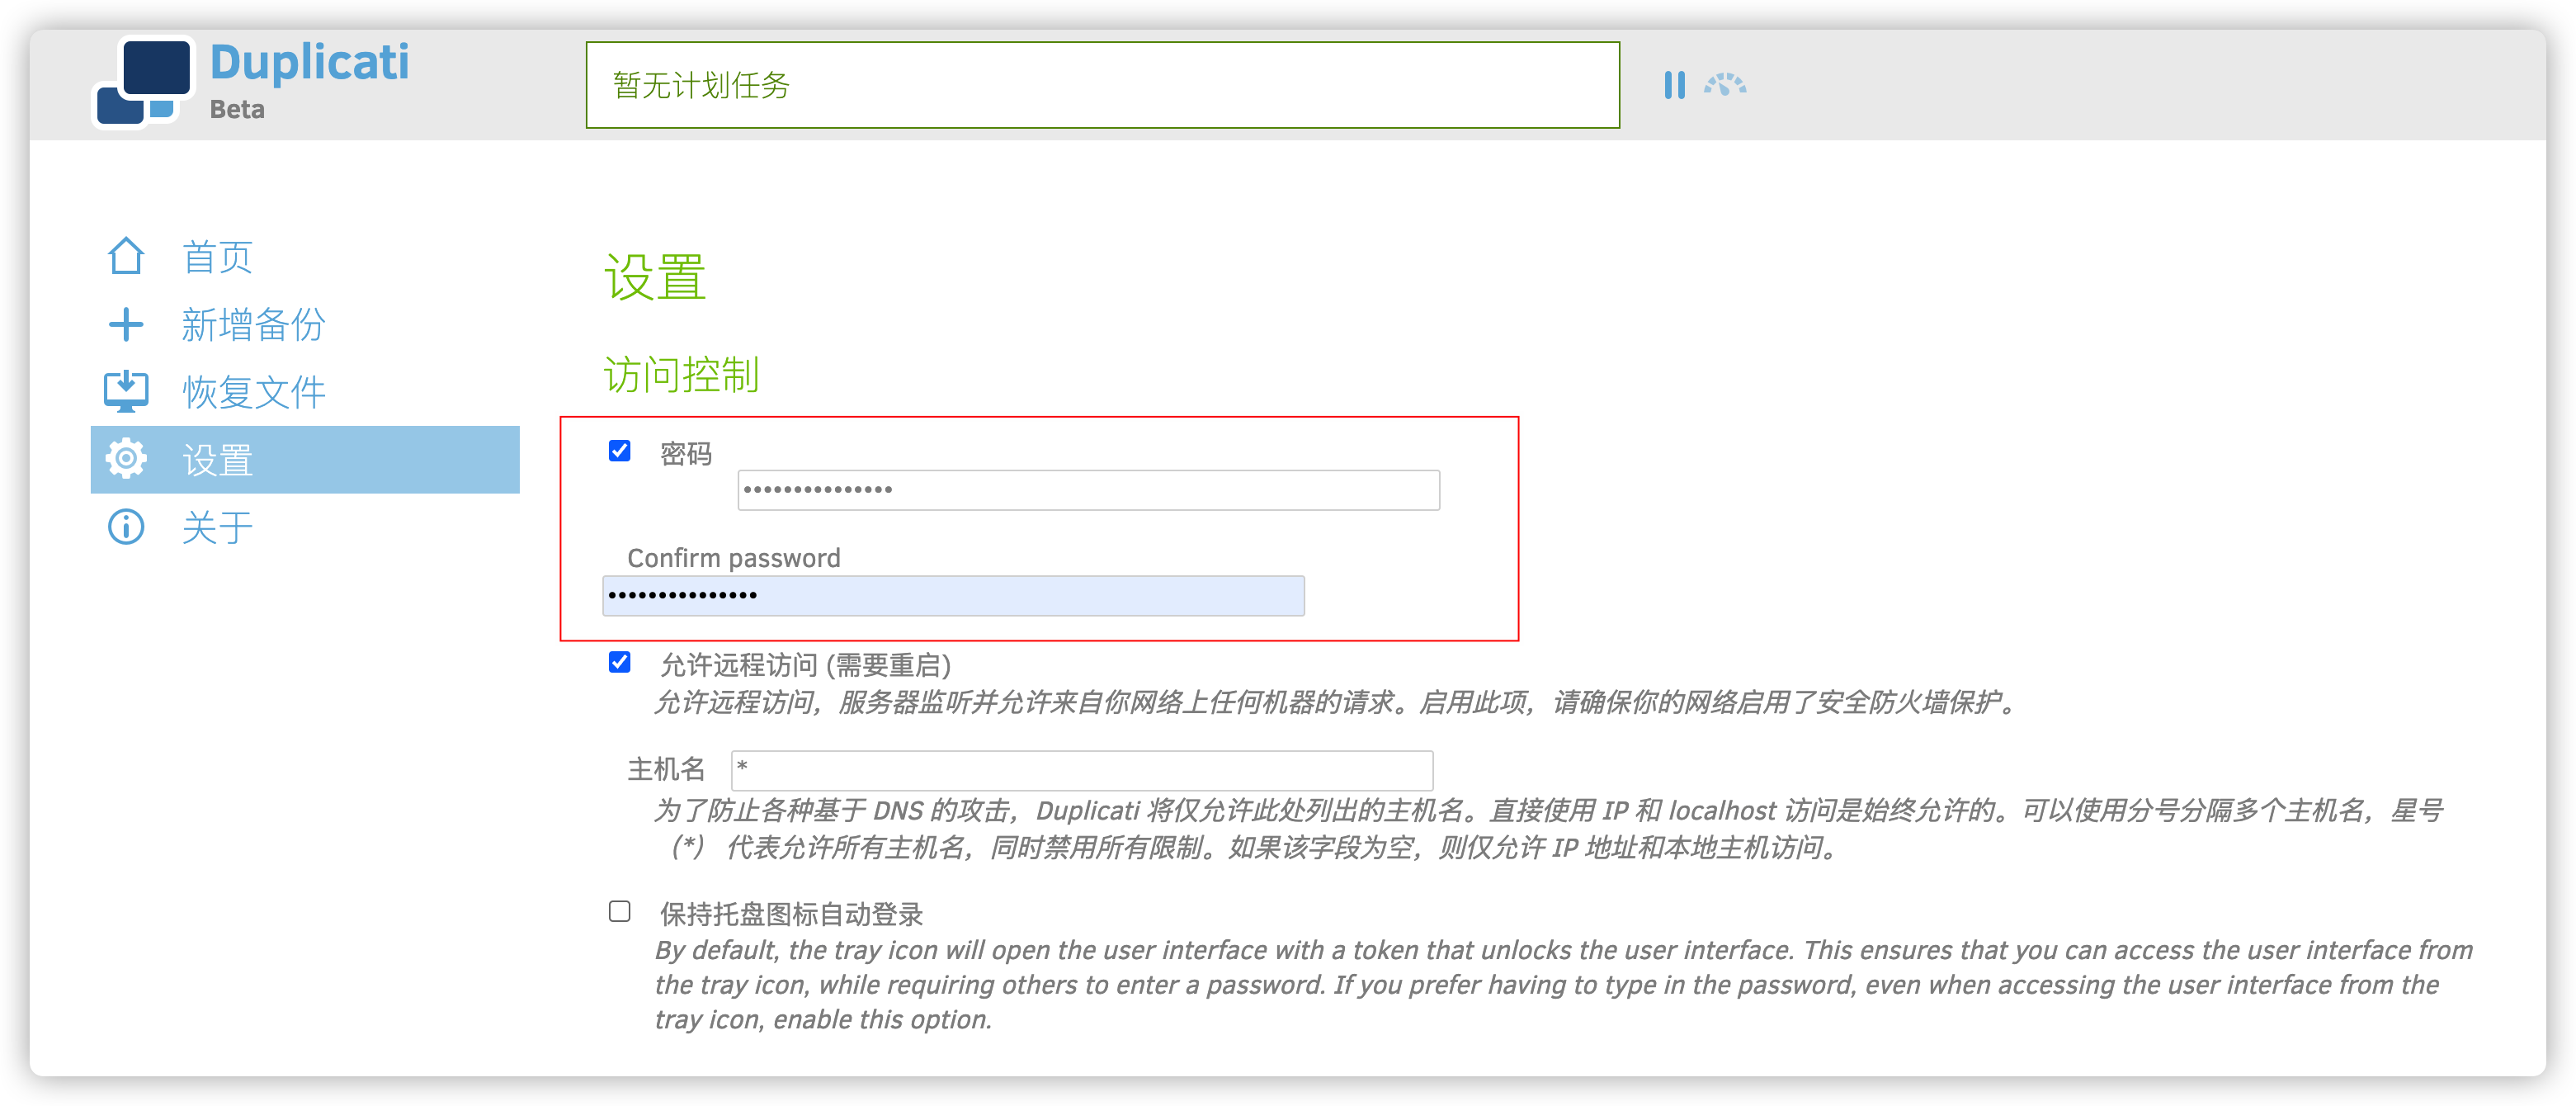 Duplicati
Beta
暂无计划任务
首页
新增备份
恢复文件
设置
关于
设置
访问控制
密码
•••••••••••••••
Confirm password
•••••••••••••••
允许远程访问 (需要重启)
允许远程访问，服务器监听并允许来自你网络上任何机器的请求。启用此项，请确保你的网络启用了安全防火墙保护。
主机名
*
为了防止各种基于 DNS 的攻击，Duplicati 将仅允许此处列出的主机名。直接使用 IP 和 localhost 访问是始终允许的。可以使用分号分隔多个主机名，星号
（*） 代表允许所有主机名，同时禁用所有限制。如果该字段为空，则仅允许 IP 地址和本地主机访问。
保持托盘图标自动登录
By default, the tray icon will open the user interface with a token that unlocks the user interface. This ensures that you can access the user interface from
the tray icon, while requiring others to enter a password. If you prefer having to type in the password, even when accessing the user interface from the
tray icon, enable this option.